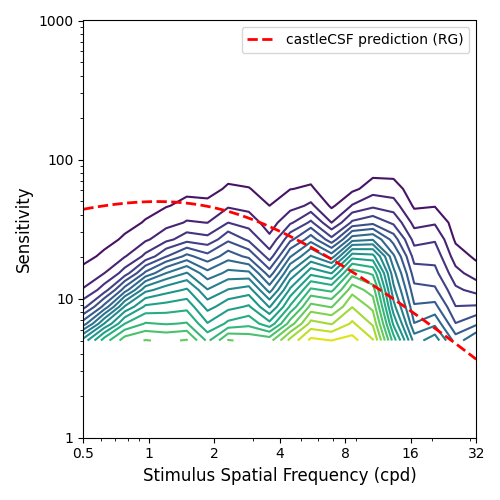 1000
castleCSF prediction (RG)
100
Sensitivity
10
1
0.5 1 2 4 8 16 32
Stimulus Spatial Frequency (cpd)